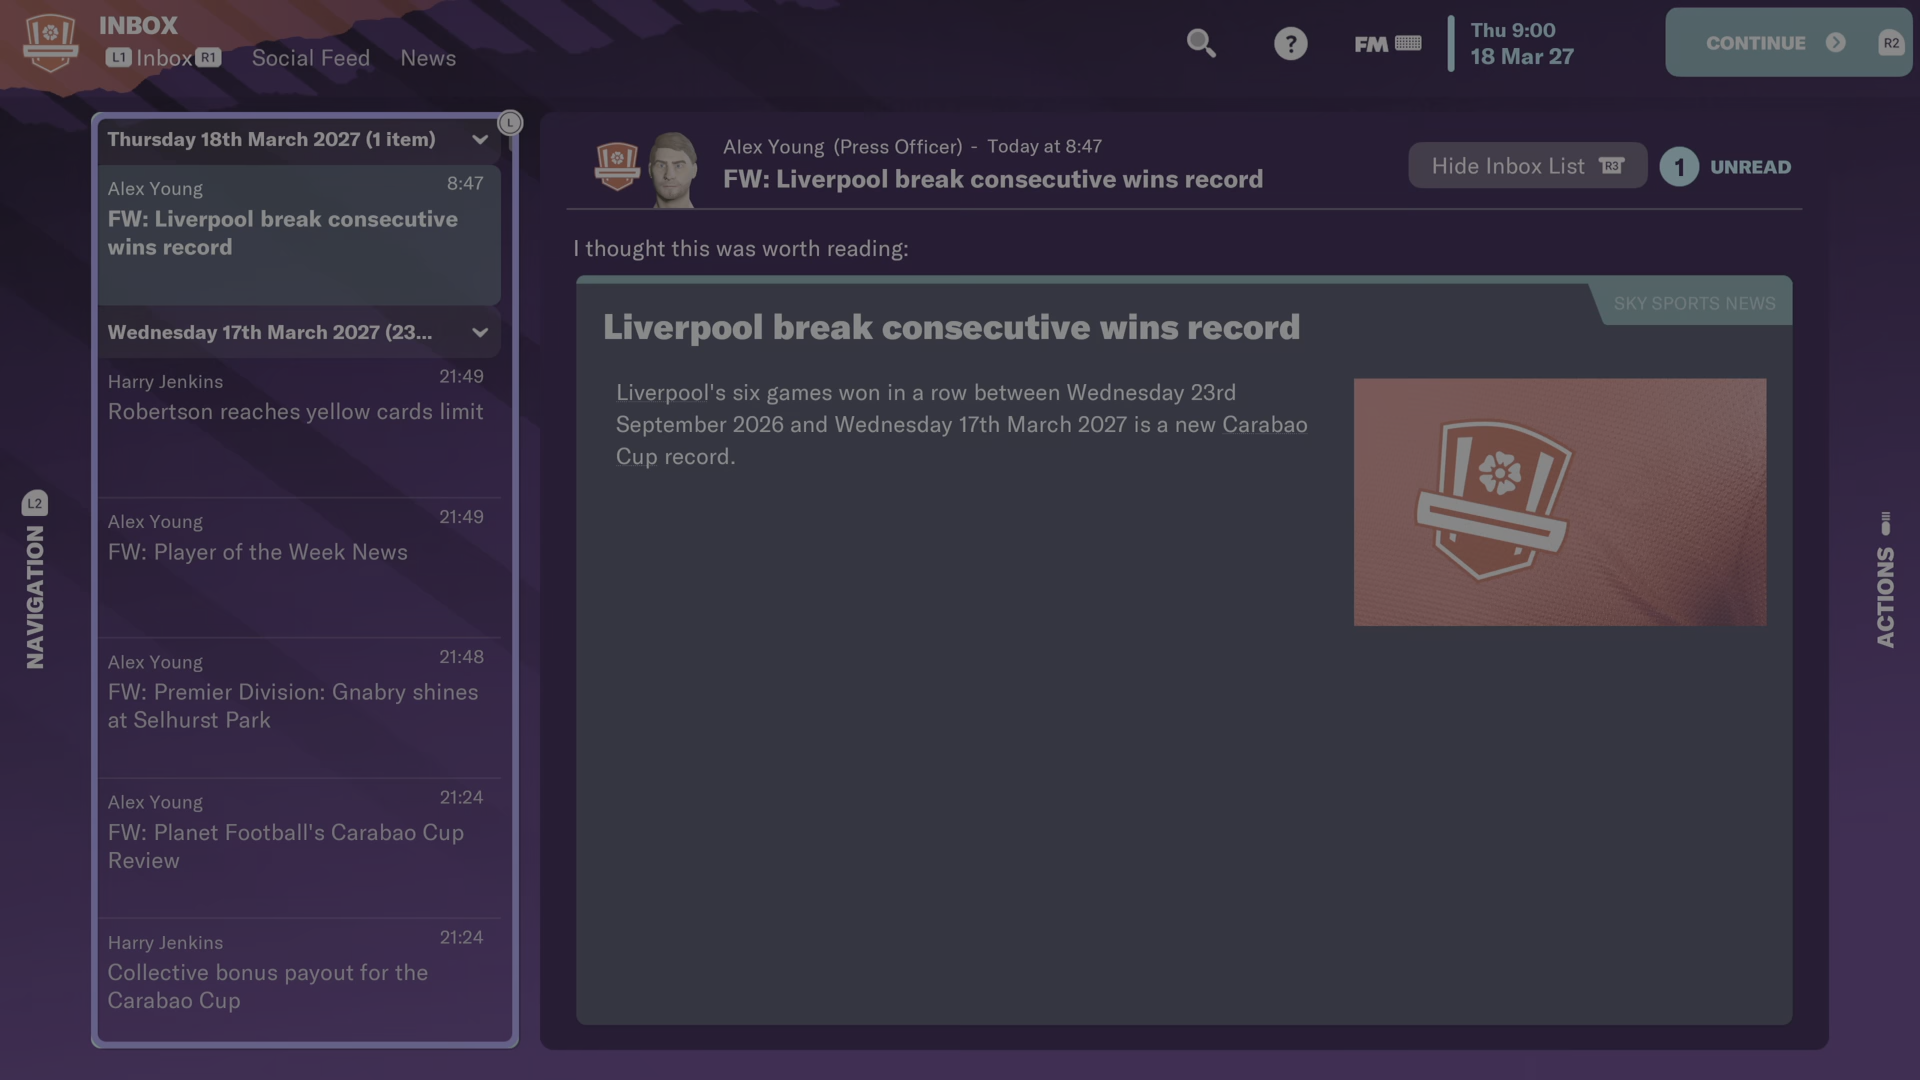 INBOX
L1 Inbox R1 Social Feed News
? FM
Thu 9:00
18 Mar 27
CONTINUE R2
L
Thursday 18th March 2027 (1 item)
Alex Young 8:47
FW: Liverpool break consecutive
wins record
Wednesday 17th March 2027 (23...
Harry Jenkins 21:49
Robertson reaches yellow cards limit
Alex Young 21:49
FW: Player of the Week News
Alex Young 21:48
FW: Premier Division: Gnabry shines
at Selhurst Park
Alex Young 21:24
FW: Planet Football's Carabao Cup
Review
Harry Jenkins 21:24
Collective bonus payout for the
Carabao Cup
L2
NAVIGATION
Alex Young (Press Officer) - Today at 8:47
FW: Liverpool break consecutive wins record
Hide Inbox List R3
1 UNREAD
I thought this was worth reading:
SKY SPORTS NEWS
Liverpool break consecutive wins record
Liverpool's six games won in a row between Wednesday 23rd
September 2026 and Wednesday 17th March 2027 is a new Carabao
Cup record.
ACTIONS